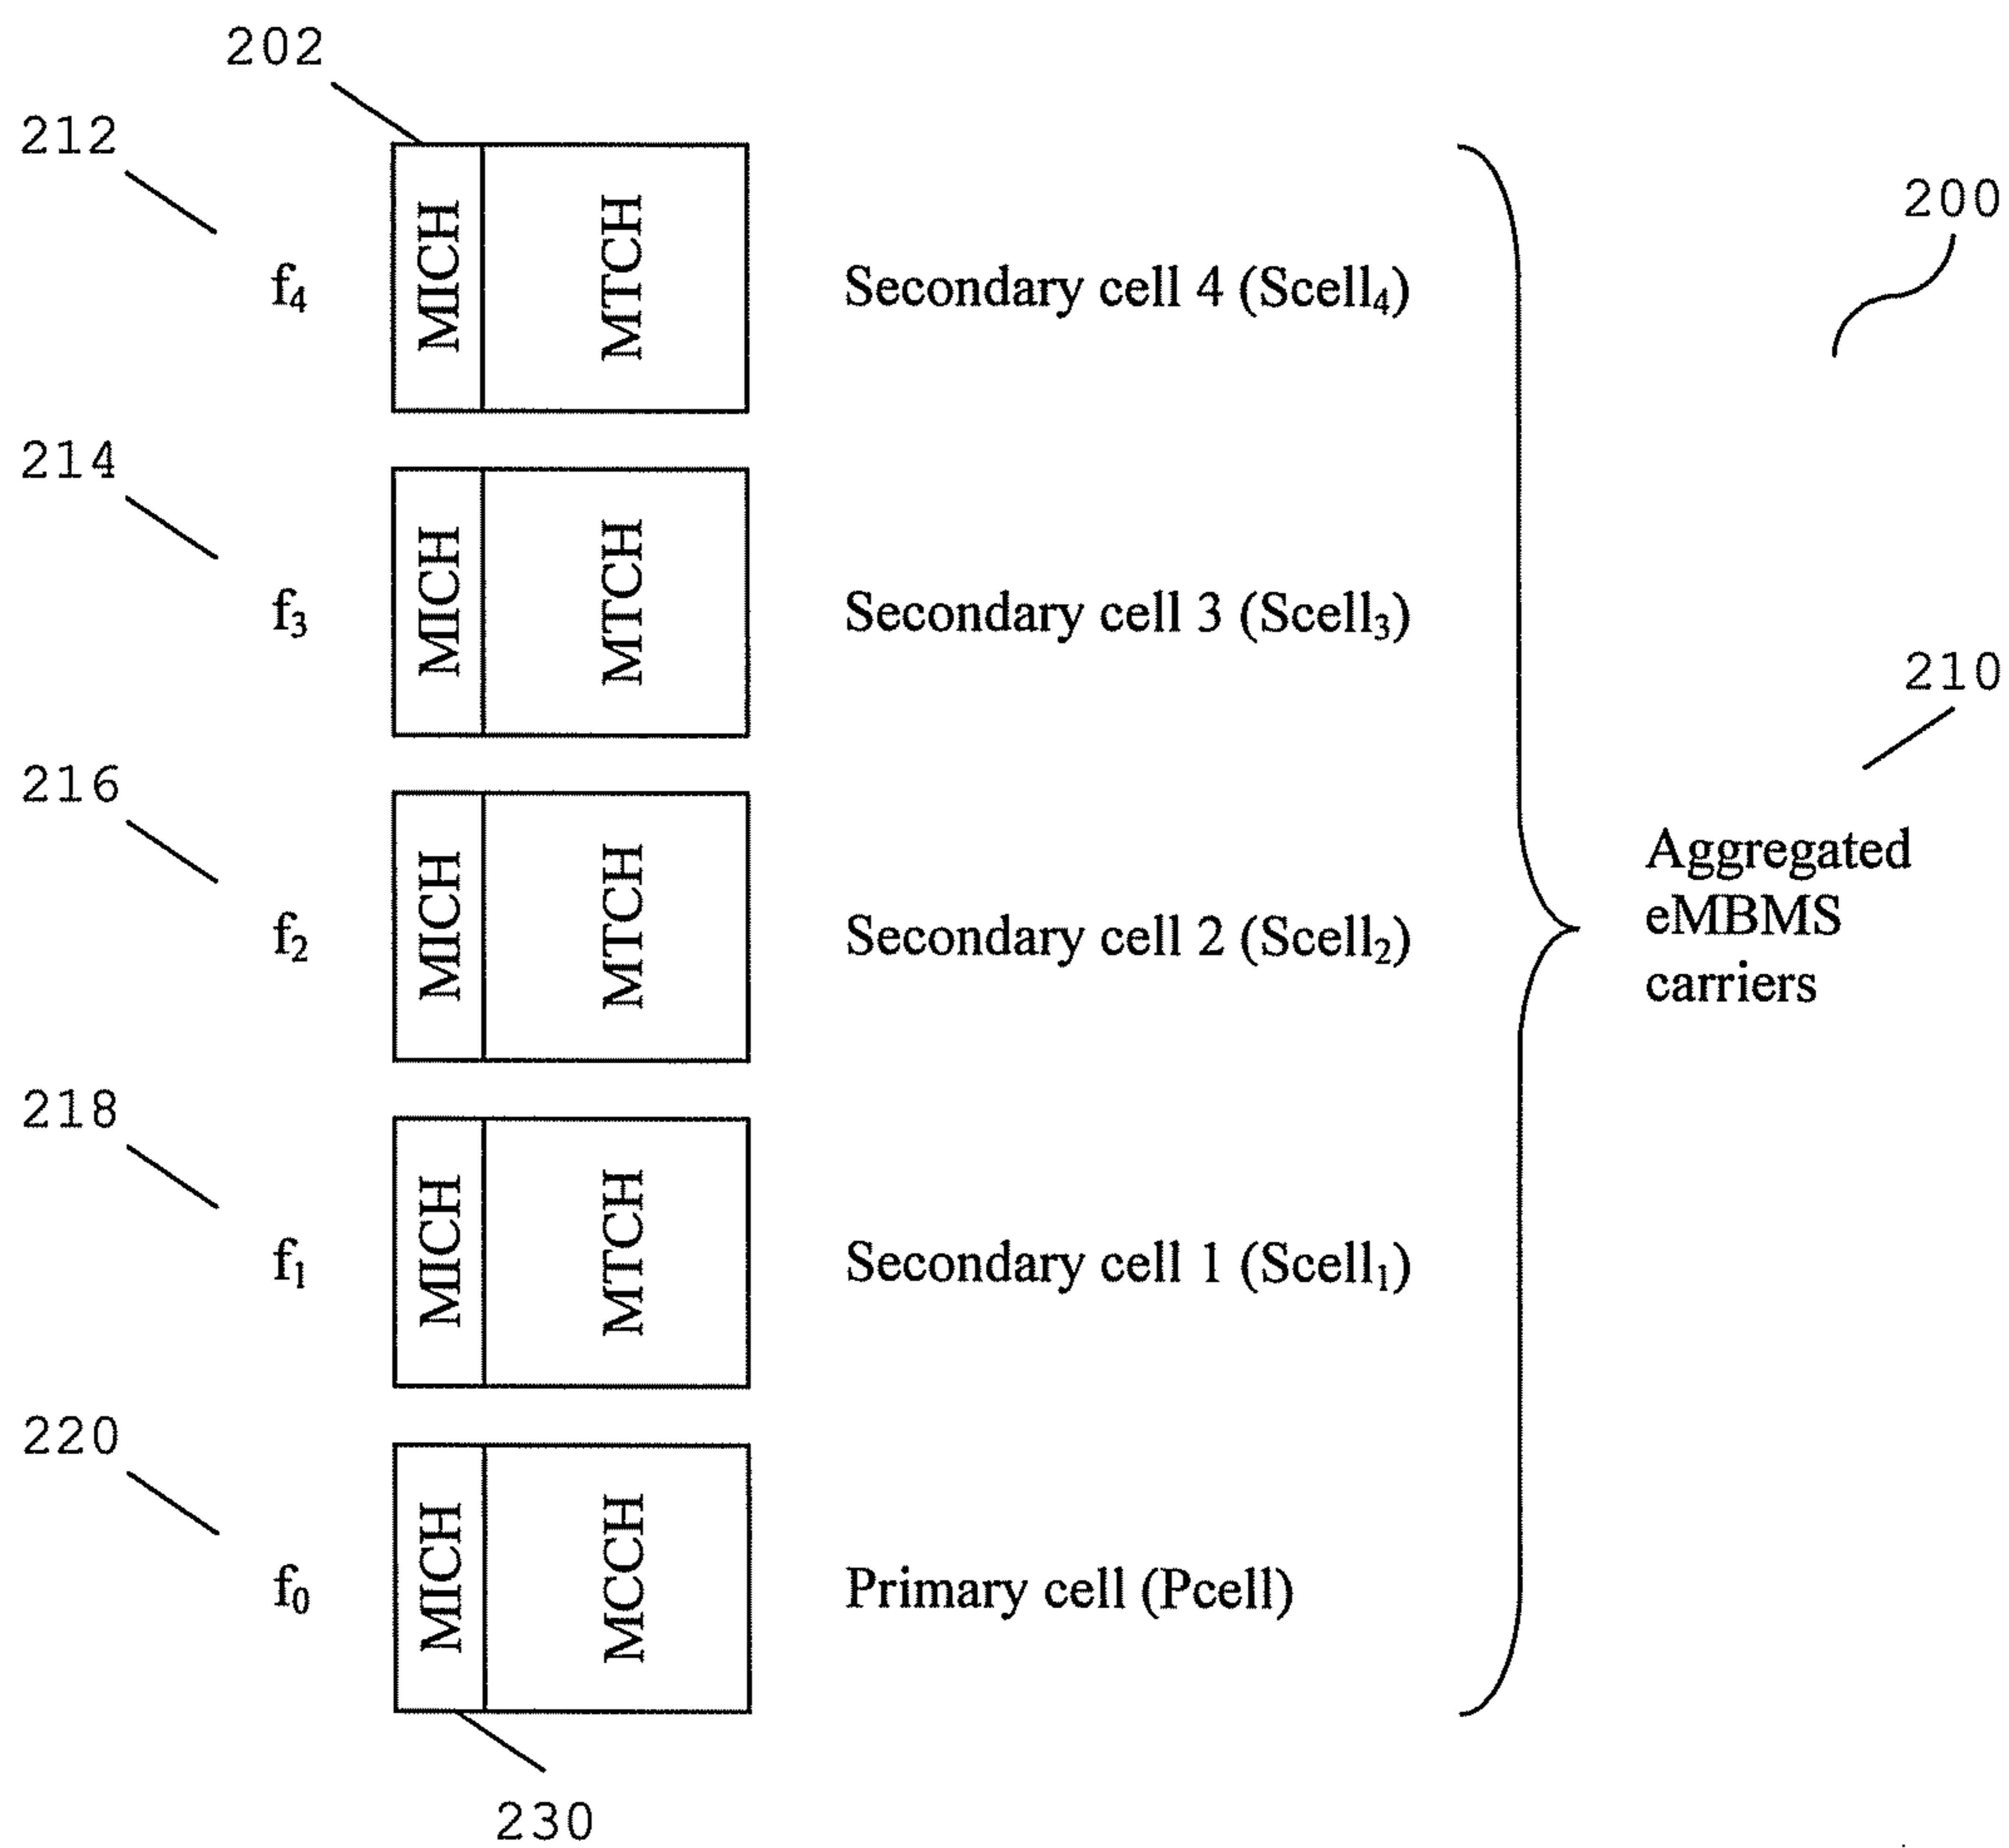 202
212
200
MICH
MTCH
f₄
Secondary cell 4 (Scell₄)
214
MICH
MTCH
f₃
Secondary cell 3 (Scell₃)
210
216
MICH
MTCH
f₂
Secondary cell 2 (Scell₂)
Aggregated
eMBMS
carriers
218
MICH
MTCH
f₁
Secondary cell 1 (Scell₁)
220
MICH
MCCH
f₀
Primary cell (Pcell)
230